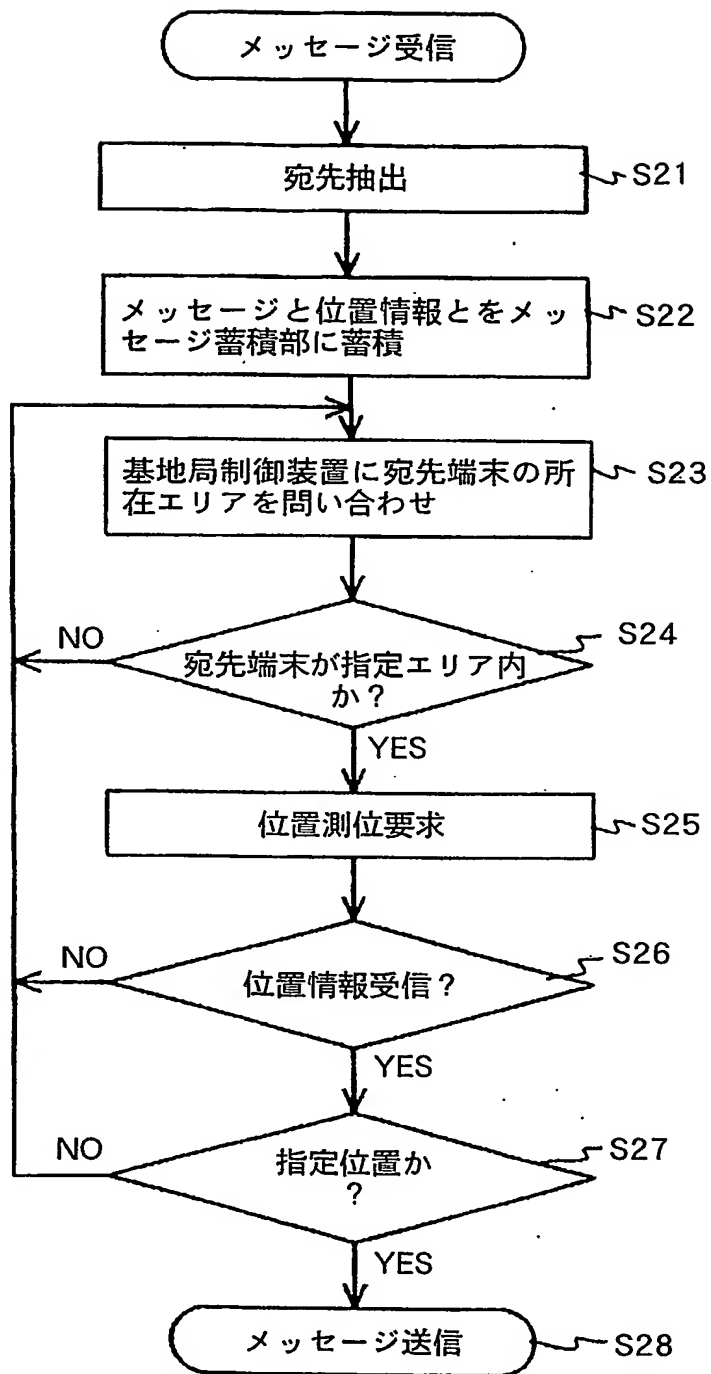 メッセージ受信
宛先抽出
S21
メッセージと位置情報とをメッ
セージ蓄積部に蓄積
S22
基地局制御装置に宛先端末の所
在エリアを問い合わせ
S23
NO
S24
宛先端末が指定エリア内
か？
YES
位置測位要求
S25
NO
S26
位置情報受信？
YES
NO
S27
指定位置か
？
YES
メッセージ送信
S28